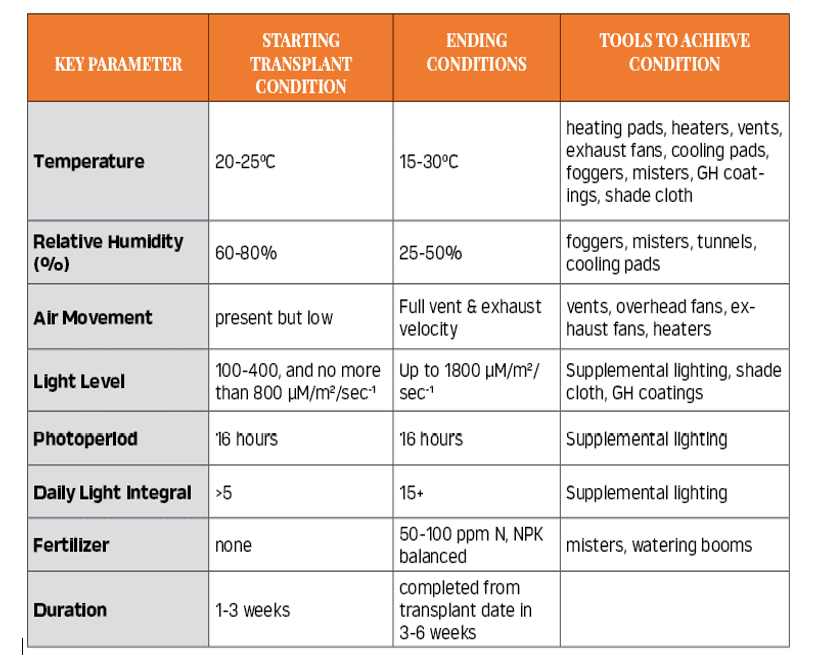 KEY PARAMETER
STARTING
TRANSPLANT
CONDITION
ENDING
CONDITIONS
TOOLS TO ACHIEVE
CONDITION
Temperature
20-25ºC
15-30ºC
heating pads, heaters, vents,
exhaust fans, cooling pads,
foggers, misters, GH coat-
ings, shade cloth
Relative Humidity
(%)
60-80%
25-50%
foggers, misters, tunnels,
cooling pads
Air Movement
present but low
Full vent & exhaust
velocity
vents, overhead fans, ex-
haust fans, heaters
Light Level
100-400, and no more
than 800 µM/m²/sec⁻¹
Up to 1800 µM/m²/
sec⁻¹
Supplemental lighting, shade
cloth, GH coatings
Photoperiod
16 hours
16 hours
Supplemental lighting
Daily Light Integral
>5
15+
Supplemental lighting
Fertilizer
none
50-100 ppm N, NPK
balanced
misters, watering booms
Duration
1-3 weeks
completed from
transplant date in
3-6 weeks